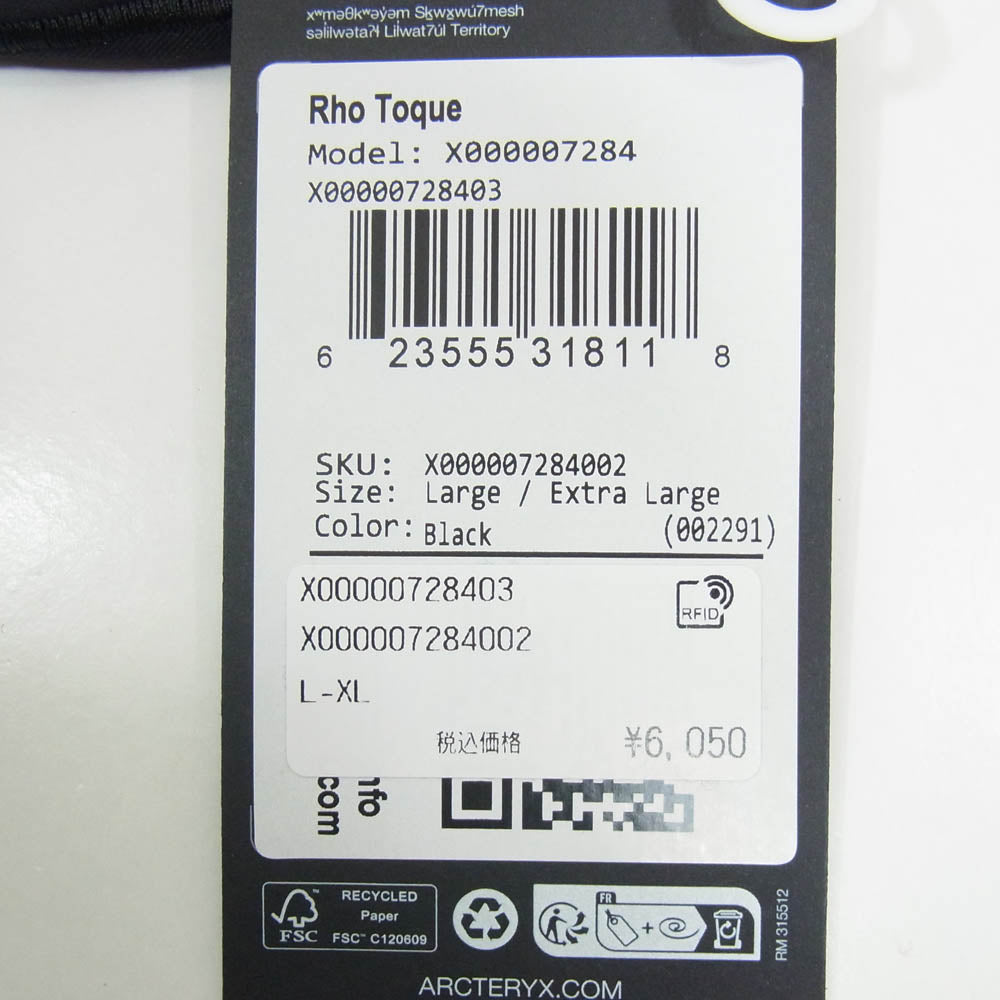 xʷməθkʷəy̓əm Sḵwx̱wú7mesh
səlilwətaɬ Lilwat7úl Territory
Rho Toque
Model: X000007284
X00000728403
6 23555 31811 8
SKU: X000007284002
Size: Large / Extra Large
Color: Black (002291)
X00000728403
RFID
X000007284002
L-XL
税込価格 ¥6,050
nfo
com
FSC™
RECYCLED
Paper
FSC™ C120609
FR
RM 315512
ARCTERYX.COM